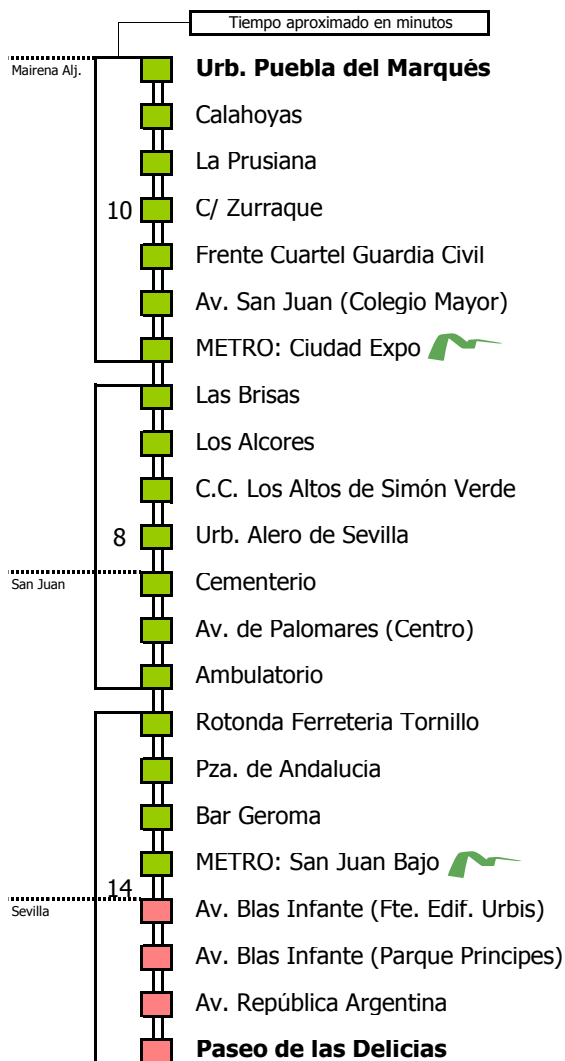 Tiempo aproximado en minutos
Mairena Alj.
Urb. Puebla del Marqués
Calahoyas
La Prusiana
10
C/ Zurraque
Frente Cuartel Guardia Civil
Av. San Juan (Colegio Mayor)
METRO: Ciudad Expo
Las Brisas
Los Alcores
C.C. Los Altos de Simón Verde
8
Urb. Alero de Sevilla
San Juan
Cementerio
Av. de Palomares (Centro)
Ambulatorio
Rotonda Ferreteria Tornillo
Pza. de Andalucia
Bar Geroma
METRO: San Juan Bajo
14
Sevilla
Av. Blas Infante (Fte. Edif. Urbis)
Av. Blas Infante (Parque Principes)
Av. República Argentina
Paseo de las Delicias